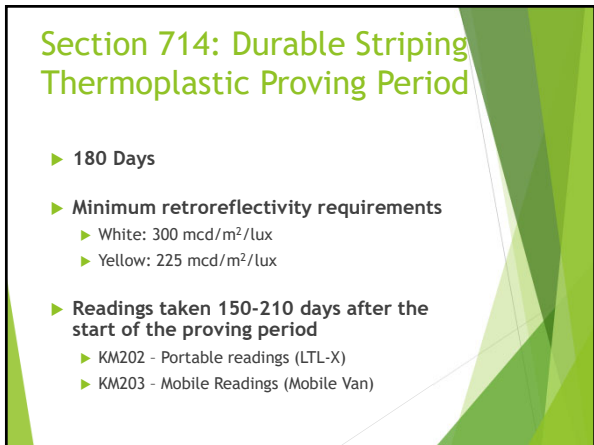 Section 714: Durable Striping
Thermoplastic Proving Period
180 Days
Minimum retroreflectivity requirements
White: 300 mcd/m²/lux
Yellow: 225 mcd/m²/lux
Readings taken 150-210 days after the
start of the proving period
KM202 – Portable readings (LTL-X)
KM203 – Mobile Readings (Mobile Van)